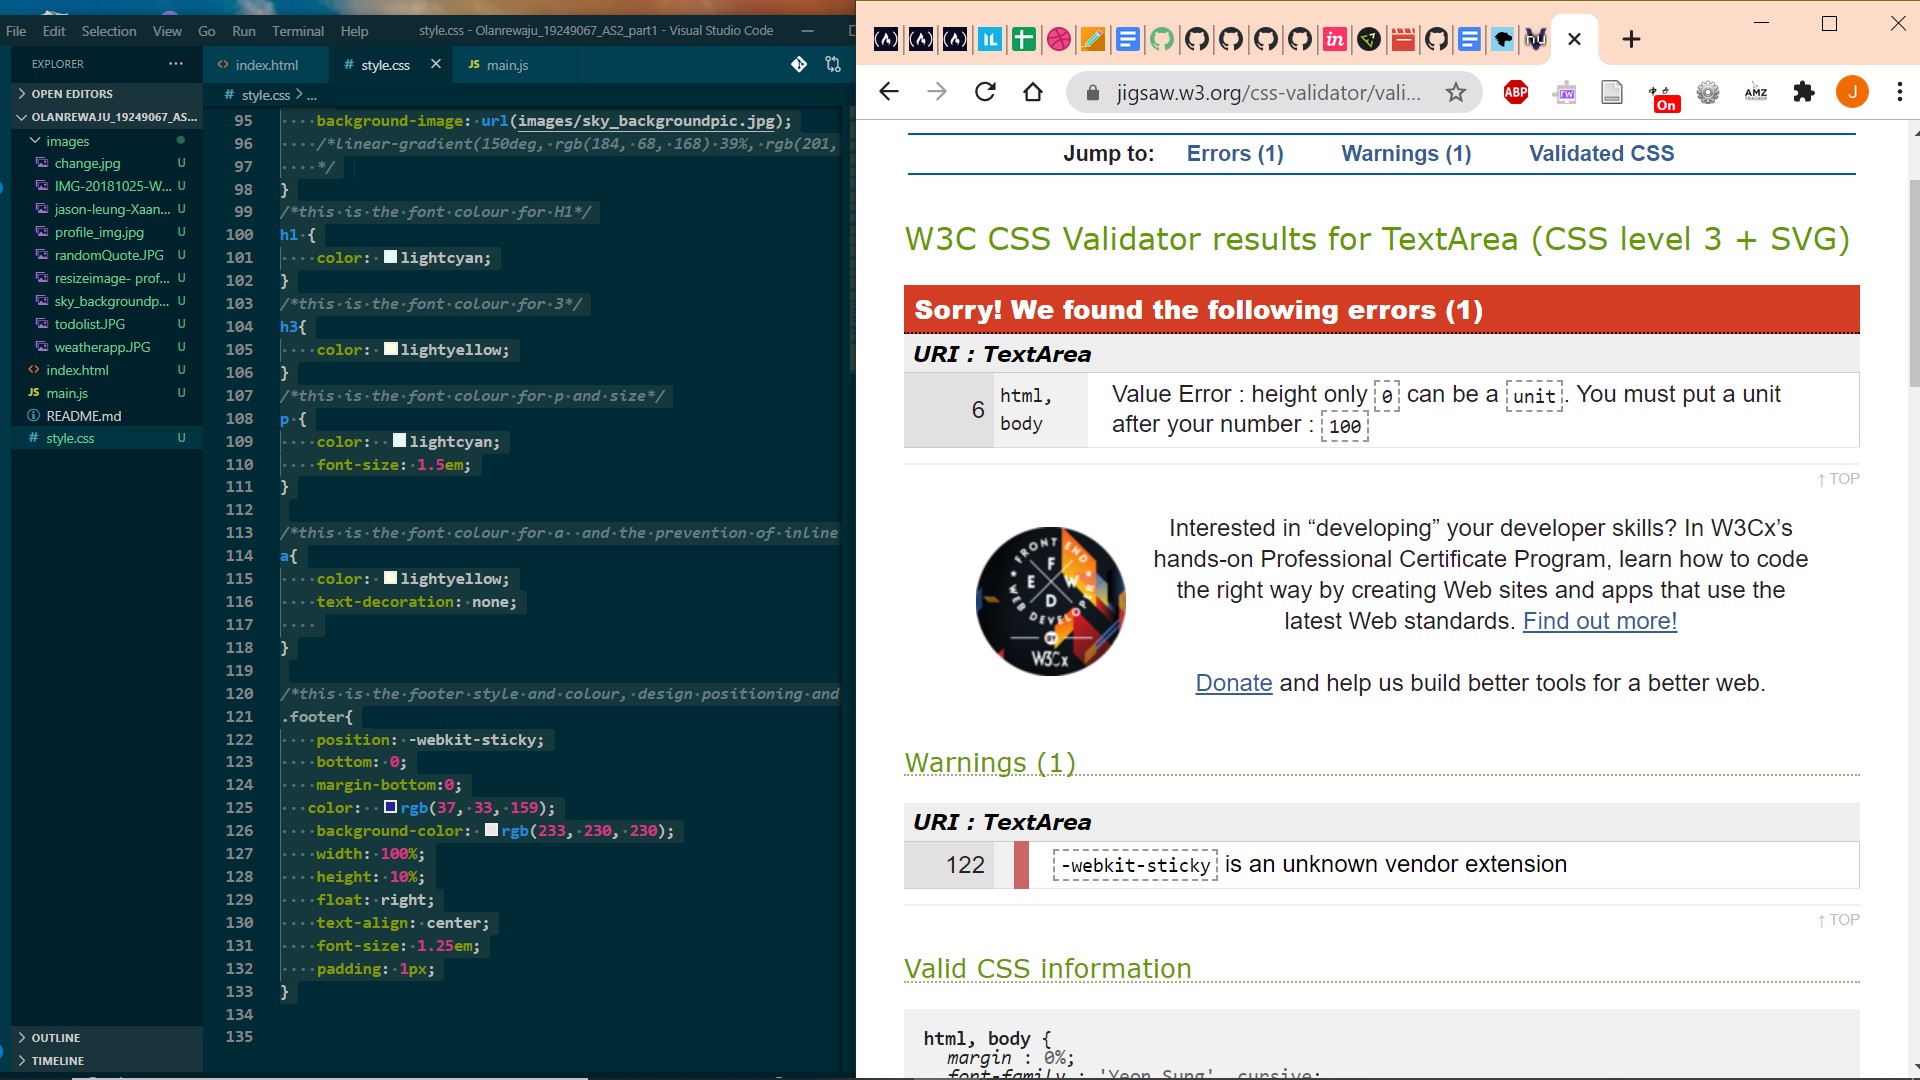 File Edit Selection View Go Run Terminal Help style.css - Olanrewaju_19249067_AS2_part1 - Visual Studio Code
EXPLORER
OPEN EDITORS
OLANREWAJU_19249067_AS...
images
change.jpg U
IMG-20181025-W... U
jason-leung-Xaan... U
profile_img.jpg U
randomQuote.JPG U
resizeimage- prof... U
sky_backgroundp... U
todolist.JPG U
weatherapp.JPG U
<> index.html U
JS main.js U
README.md
# style.css U
OUTLINE
TIMELINE
<> index.html # style.css JS main.js
# style.css > ...
95 background-image: url(images/sky_backgroundpic.jpg);
96 /*linear-gradient(150deg, rgb(184, 68, 168) 39%, rgb(201,
97 */
98 }
99 /*this is the font colour for H1*/
100 h1 {
101 color: lightcyan;
102 }
103 /*this is the font colour for 3*/
104 h3{
105 color: lightyellow;
106 }
107 /*this is the font colour for p and size*/
108 p {
109 color: lightcyan;
110 font-size: 1.5em;
111 }
112
113 /*this is the font colour for a  and the prevention of inline
114 a{
115 color: lightyellow;
116 text-decoration: none;
117
118 }
119
120 /*this is the footer style and colour, design positioning and
121 .footer{
122 position: -webkit-sticky;
123 bottom: 0;
124 margin-bottom:0;
125 color: rgb(37, 33, 159);
126 background-color: rgb(233, 230, 230);
127 width: 100%;
128 height: 10%;
129 float: right;
130 text-align: center;
131 font-size: 1.25em;
132 padding: 1px;
133 }
134
135
jigsaw.w3.org/css-validator/vali...
ABP
On
AMZ
J
Jump to: Errors (1) Warnings (1) Validated CSS
W3C CSS Validator results for TextArea (CSS level 3 + SVG)
Sorry! We found the following errors (1)
URI : TextArea
6 html, body Value Error : height only 0 can be a unit. You must put a unit
after your number : 100
↑ TOP
FRONT END
F
E W
D
WEB DEVELOPER
BY
W3Cx
Interested in “developing” your developer skills? In W3Cx’s
hands-on Professional Certificate Program, learn how to code
the right way by creating Web sites and apps that use the
latest Web standards. Find out more!
Donate and help us build better tools for a better web.
Warnings (1)
URI : TextArea
122 -webkit-sticky is an unknown vendor extension
↑ TOP
Valid CSS information
html, body {
margin : 0%;
font-family : 'Yeon Sung', cursive;